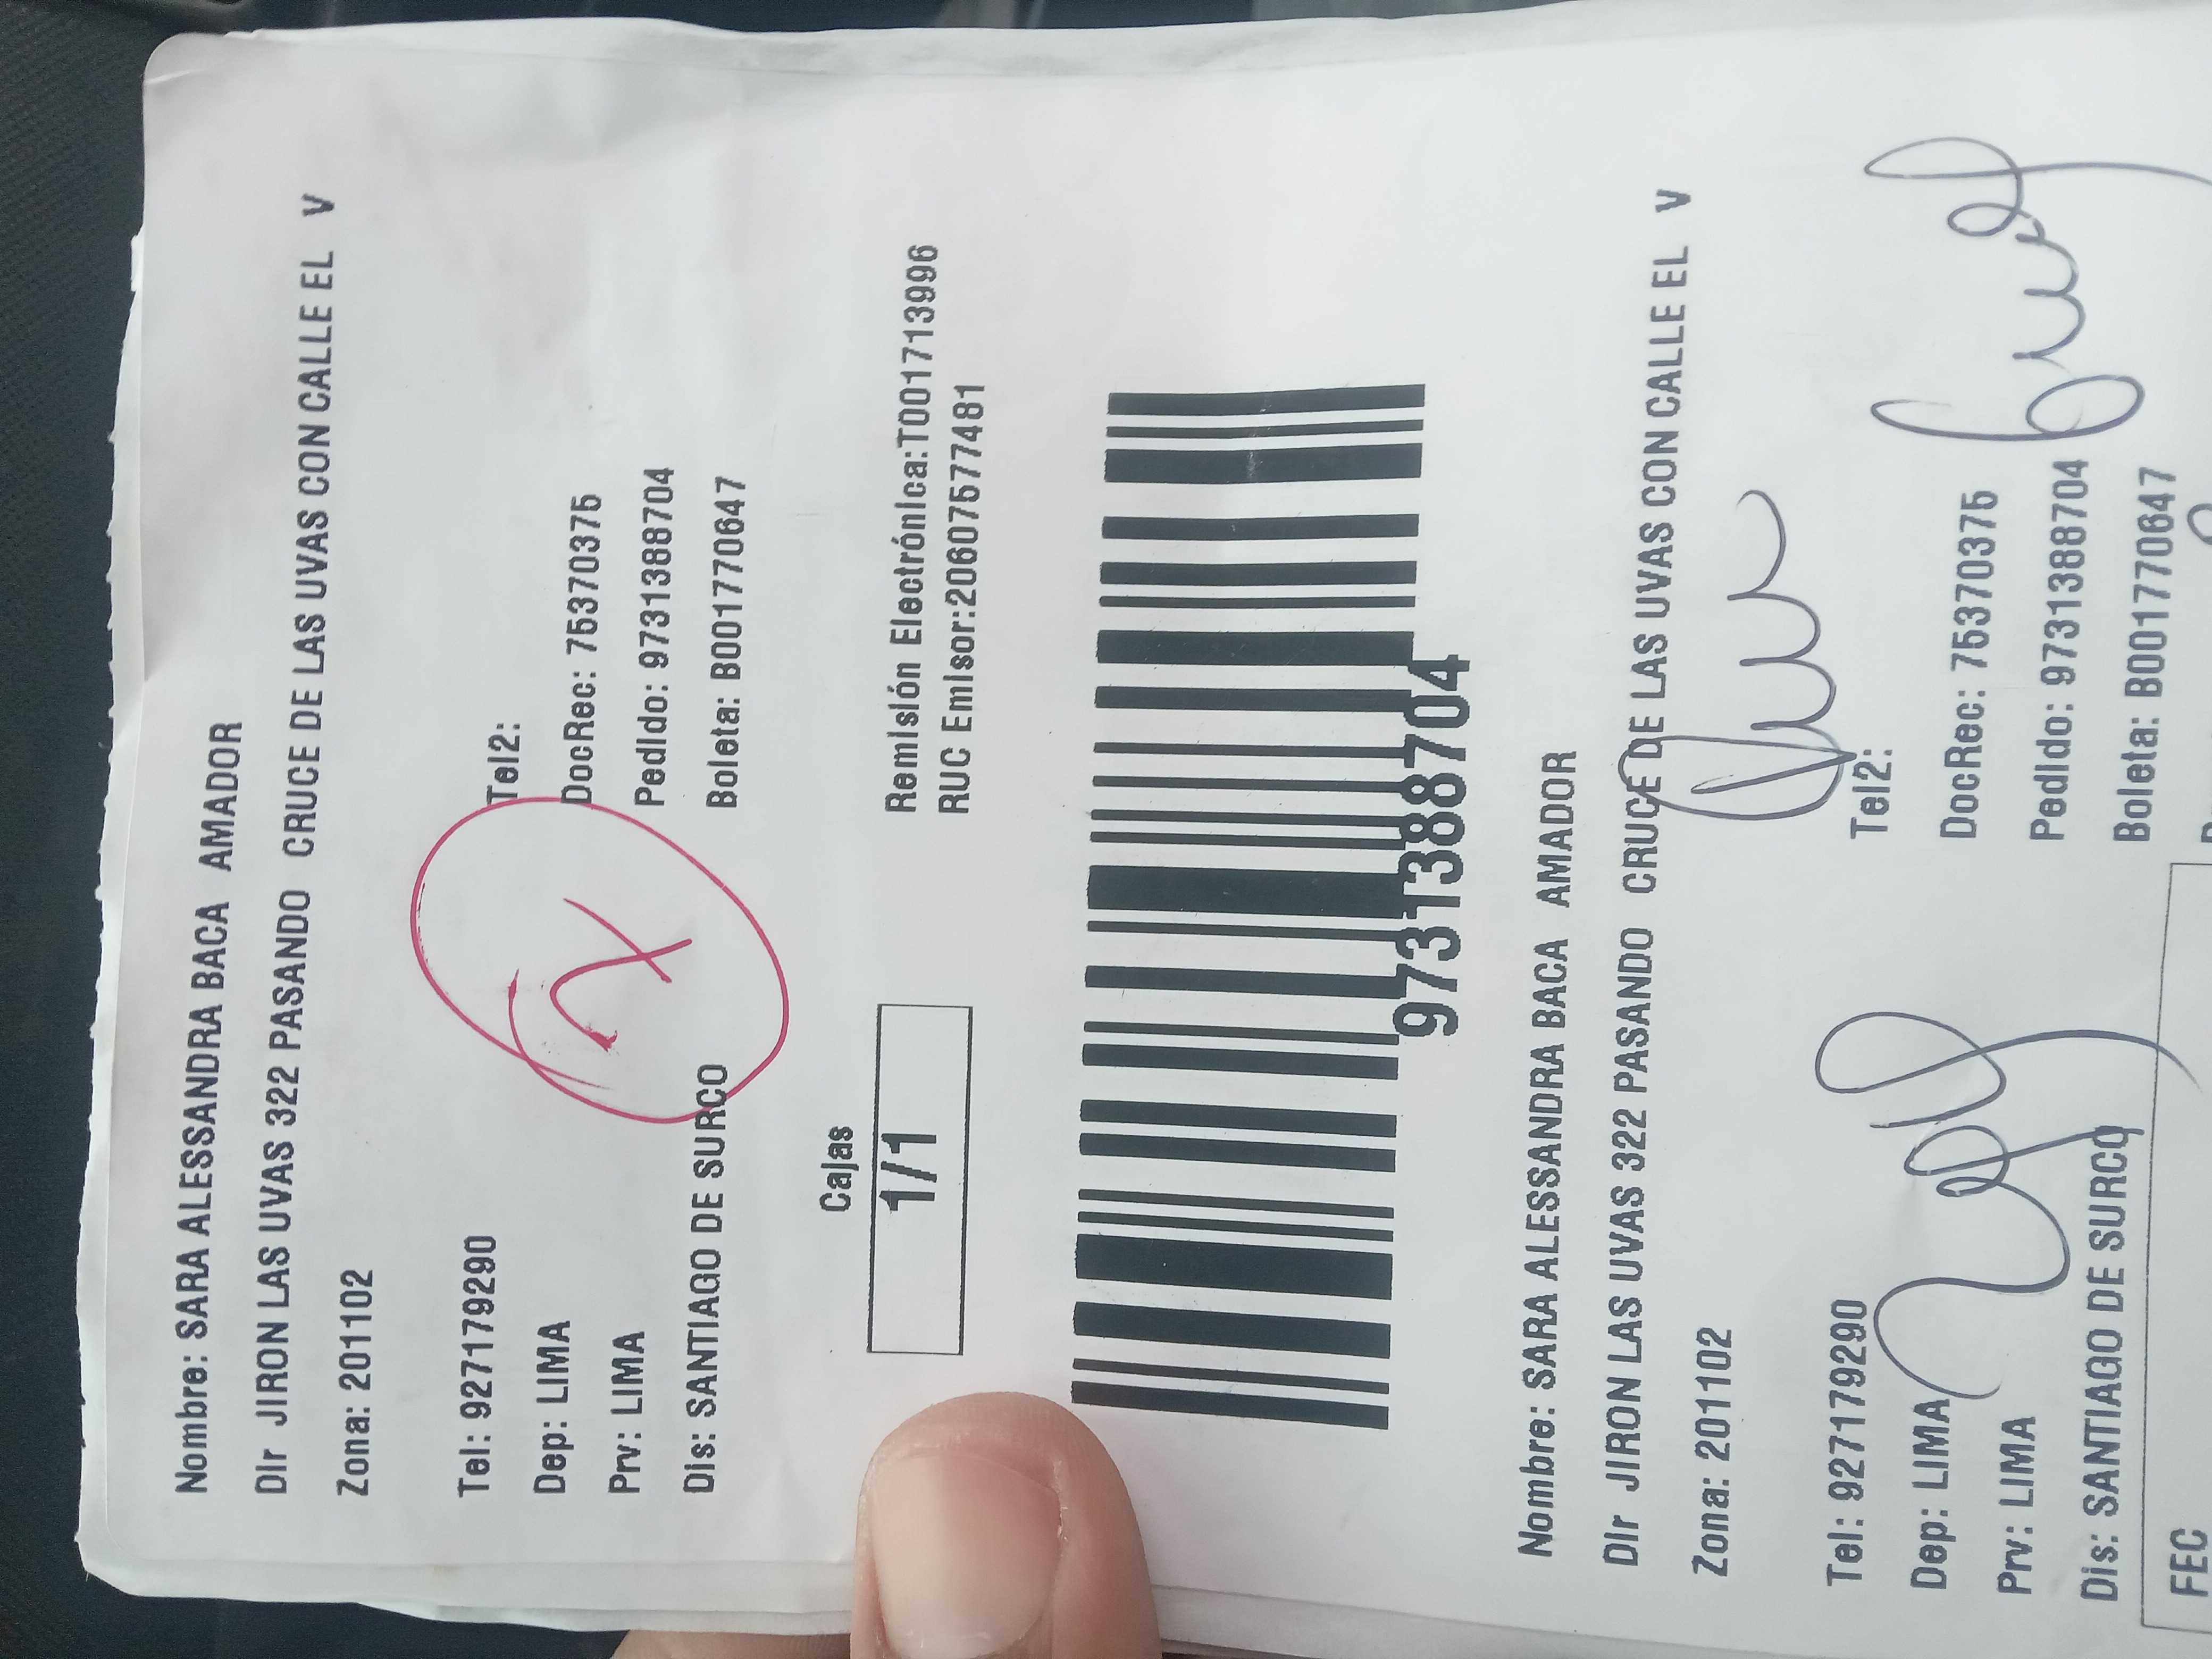 Nombre: SARA ALESSANDRA BACA AMADOR
Dir JIRON LAS UVAS 322 PASANDO CRUCE DE LAS UVAS CON CALLE EL V
Zona: 201102
Tel: 927179290 Tel2:
Dep: LIMA DocRec: 75370375
Prv: LIMA Pedido: 973138704
Dis: SANTIAGO DE SURCO Boleta: B001770647
Cajas
1/1
Remisión Electrónica:T001713996
RUC Emisor:20607577481
9731388704
Nombre: SARA ALESSANDRA BACA AMADOR
Dir JIRON LAS UVAS 322 PASANDO CRUCE DE LAS UVAS CON CALLE EL V
Zona: 201102
Tel: 927179290 Tel2:
Dep: LIMA DocRec: 75370375
Prv: LIMA Pedido: 9731388704
Dis: SANTIAGO DE SURCO Boleta: B001770647
FEC